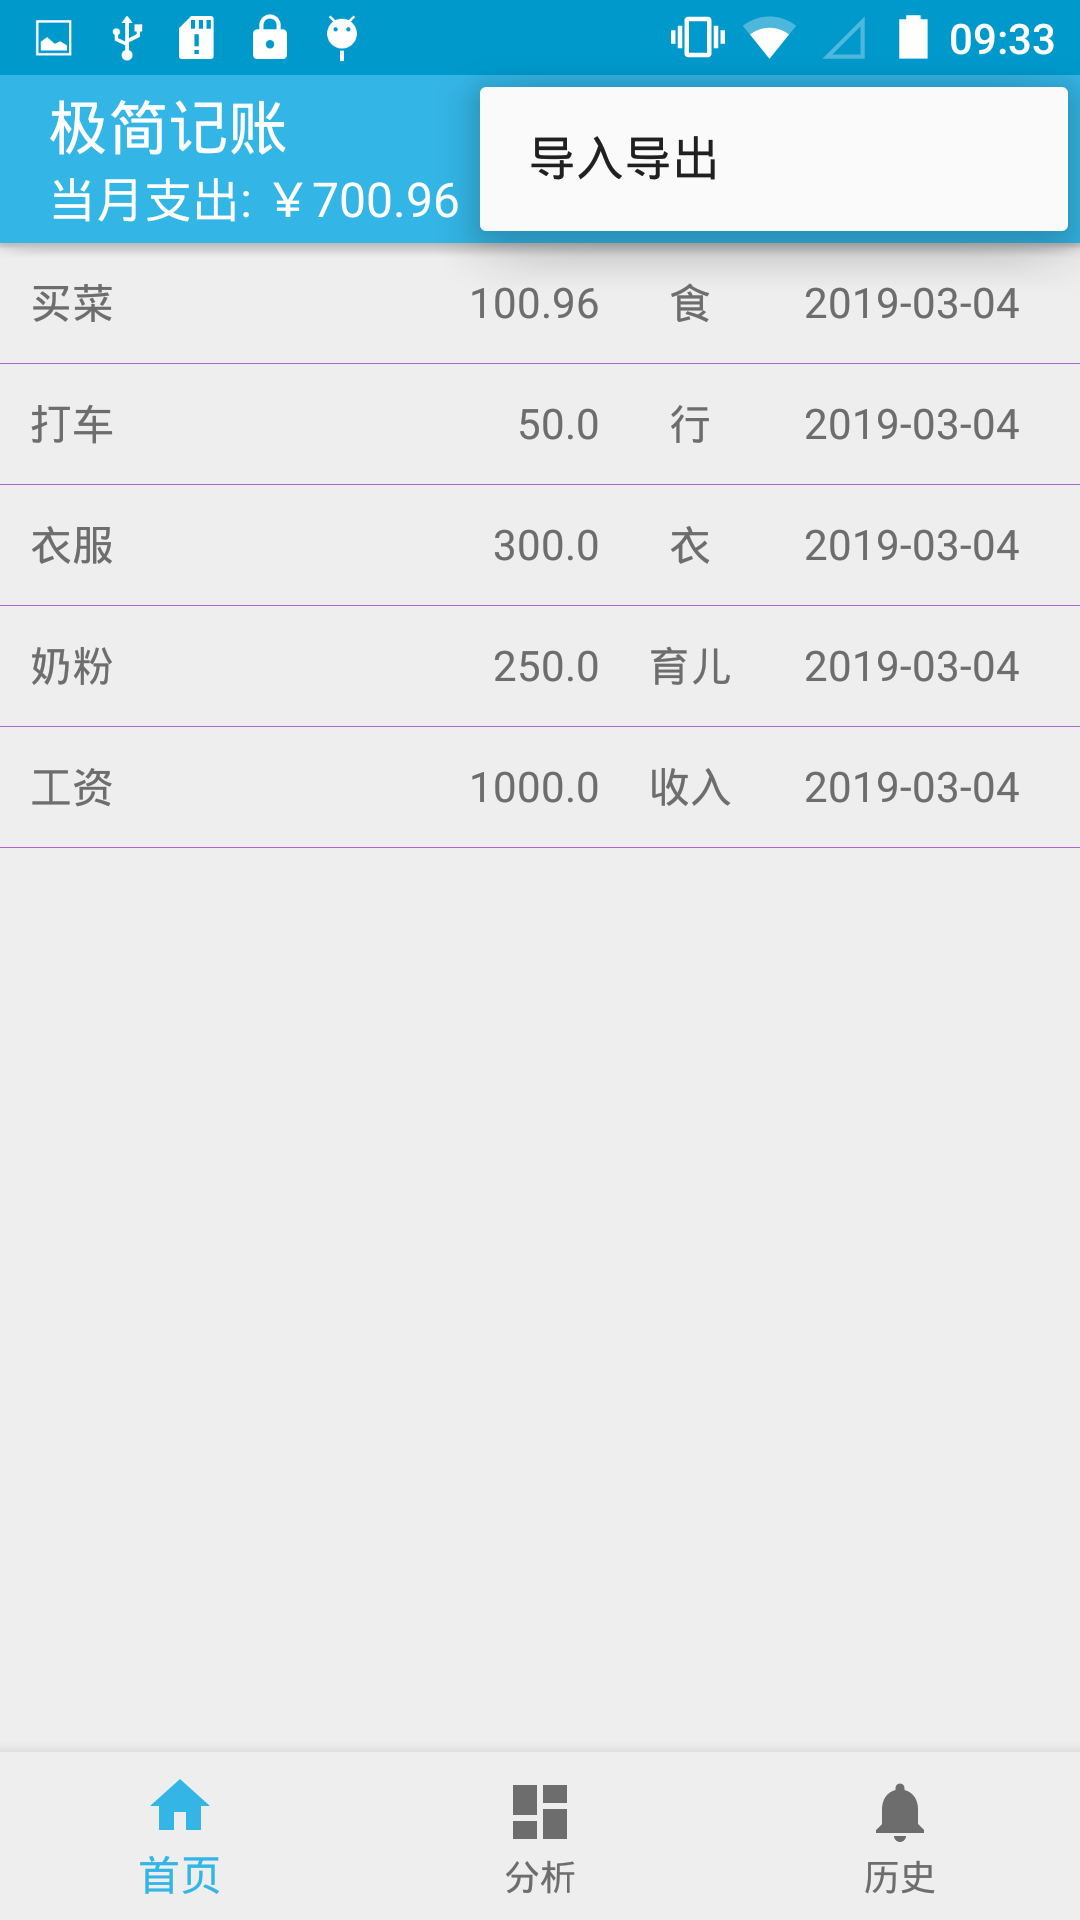 09:33
极简记账
当月支出: ￥700.96
导入导出
买菜 100.96 食 2019-03-04
打车 50.0 行 2019-03-04
衣服 300.0 衣 2019-03-04
奶粉 250.0 育儿 2019-03-04
工资 1000.0 收入 2019-03-04
首页 分析 历史